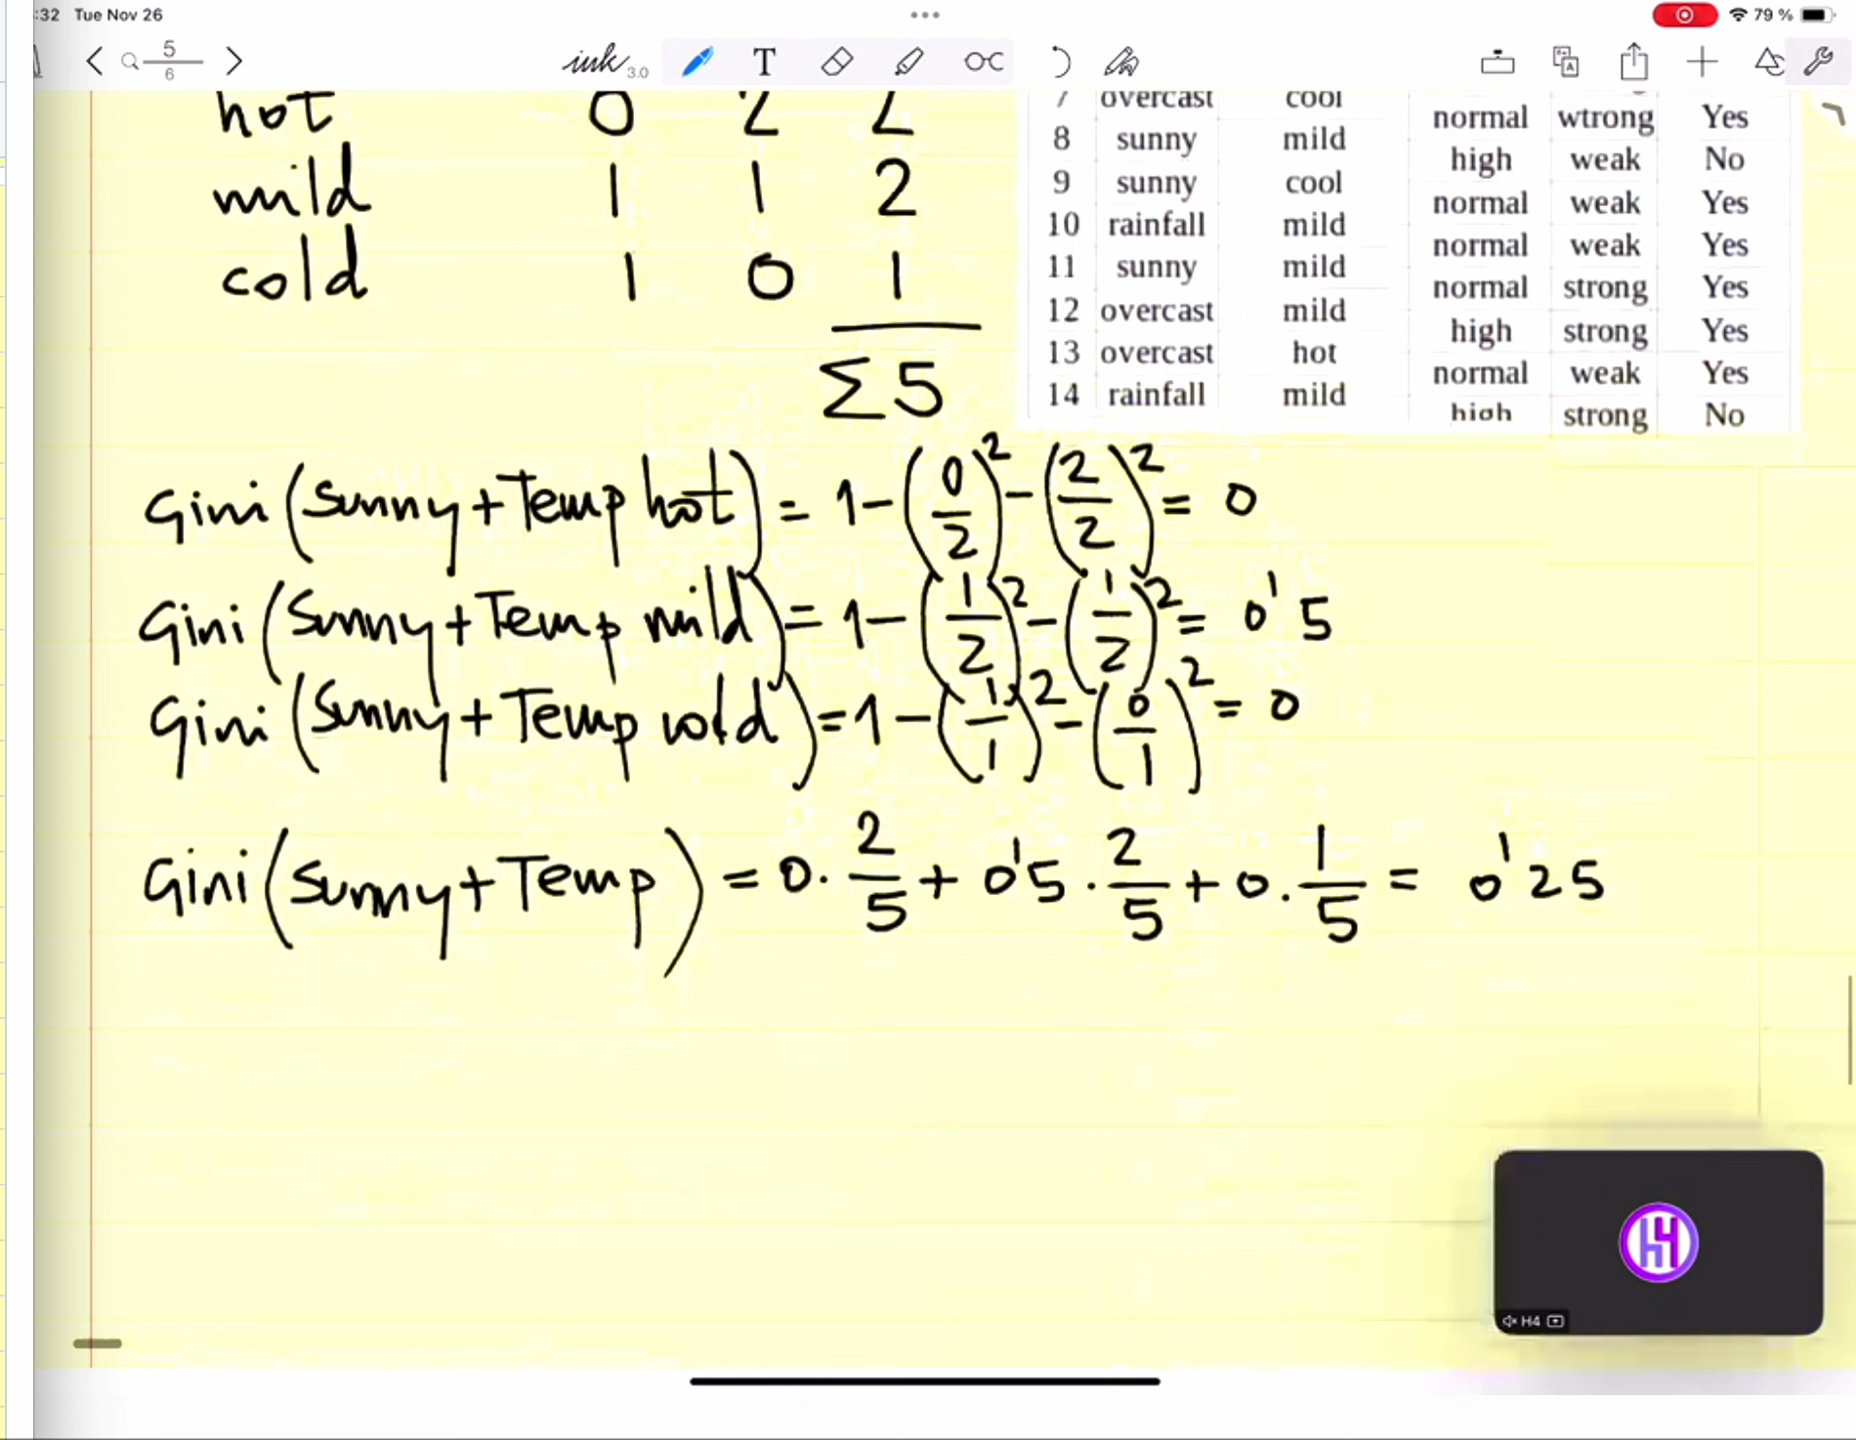 :32 Tue Nov 26
79 %
5
6
ink 3.0 T
hot 0 2 2
mild 1 1 2
cold 1 0 1
Σ 5
7 overcast cool normal wtrong Yes
8 sunny mild high weak No
9 sunny cool normal weak Yes
10 rainfall mild normal weak Yes
11 sunny mild normal strong Yes
12 overcast mild high strong Yes
13 overcast hot normal weak Yes
14 rainfall mild high strong No
Gini (Sunny + Temp hot) = 1 - (0/2)² - (2/2)² = 0
Gini (Sunny + Temp mild) = 1 - (1/2)² - (1/2)² = 0'5
Gini (Sunny + Temp cold) = 1 - (1/1)² - (0/1)² = 0
Gini (Sunny + Temp) = 0 · 2/5 + 0'5 · 2/5 + 0 · 1/5 = 0'25
H4